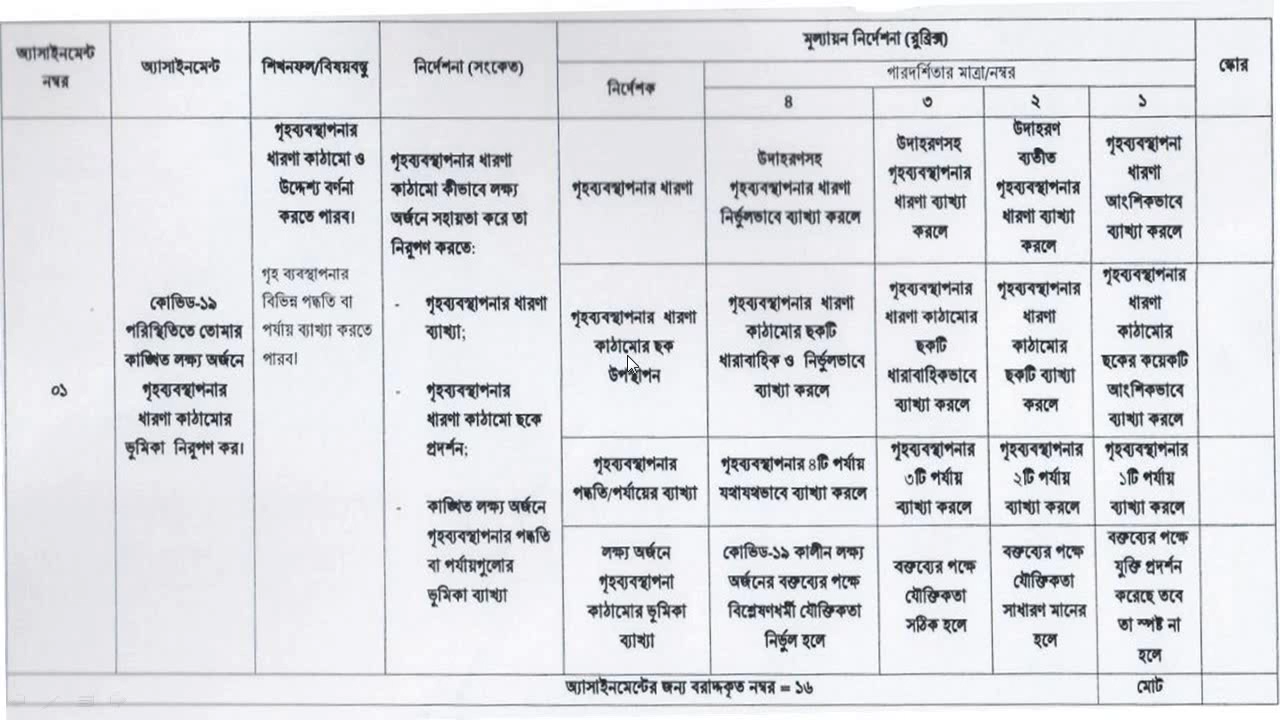 অ্যাসাইনমেন্ট
নম্বর
অ্যাসাইনমেন্ট
শিখনফল/বিষয়বস্তু
নির্দেশনা (সংকেত)
মূল্যায়ন নির্দেশনা (রুব্রিক্স)
স্কোর
নির্দেশক
পারদর্শিতার মাত্রা/নম্বর
৪
৩
২
১
০১
কোভিড-১৯
পরিস্থিতিতে তোমার
কাঙ্খিত লক্ষ্য অর্জনে
গৃহব্যবস্থাপনার
ধারণা কাঠামোর
ভূমিকা নিরূপণ কর।
গৃহব্যবস্থাপনার
ধারণা কাঠামো ও
উদ্দেশ্য বর্ণনা
করতে পারব।
গৃহ ব্যবস্থাপনার
বিভিন্ন পদ্ধতি বা
পর্যায় ব্যাখ্যা করতে
পারব।
গৃহব্যবস্থাপনার ধারণা
কাঠামো কীভাবে লক্ষ্য
অর্জনে সহায়তা করে তা
নিরূপণ করতে:
- গৃহব্যবস্থাপনার ধারণা
ব্যাখ্যা;
- গৃহব্যবস্থাপনার
ধারণা কাঠামো ছকে
প্রদর্শন;
- কাঙ্খিত লক্ষ্য অর্জনে
গৃহব্যবস্থাপনার পদ্ধতি
বা পর্যায়গুলোর
ভূমিকা ব্যাখ্যা
গৃহব্যবস্থাপনার ধারণা
উদাহরণসহ
গৃহব্যবস্থাপনার ধারণা
নির্ভুলভাবে ব্যাখ্যা করলে
উদাহরণসহ
গৃহব্যবস্থাপনার
ধারণা ব্যাখ্যা
করলে
উদাহরণ
ব্যতীত
গৃহব্যবস্থাপনার
ধারণা ব্যাখ্যা
করলে
গৃহব্যবস্থাপনা
ধারণা
আংশিকভাবে
ব্যাখ্যা করলে
গৃহব্যবস্থাপনার ধারণা
কাঠামোর ছক
উপস্থাপন
গৃহব্যবস্থাপনার ধারণা
কাঠামোর ছকটি
ধারাবাহিক ও নির্ভুলভাবে
ব্যাখ্যা করলে
গৃহব্যবস্থাপনার
ধারণা কাঠামোর
ছকটি
ধারাবাহিকভাবে
ব্যাখ্যা করলে
গৃহব্যবস্থাপনার
ধারণা
কাঠামোর
ছকটি ব্যাখ্যা
করলে
গৃহব্যবস্থাপনার
ধারণা
কাঠামোর
ছকের কয়েকটি
আংশিকভাবে
ব্যাখ্যা করলে
গৃহব্যবস্থাপনার
পদ্ধতি/পর্যায়ের ব্যাখ্যা
গৃহব্যবস্থাপনার ৪টি পর্যায়
যথাযথভাবে ব্যাখ্যা করলে
গৃহব্যবস্থাপনার
৩টি পর্যায়
ব্যাখ্যা করলে
গৃহব্যবস্থাপনার
২টি পর্যায়
ব্যাখ্যা করলে
গৃহব্যবস্থাপনার
১টি পর্যায়
ব্যাখ্যা করলে
লক্ষ্য অর্জনে
গৃহব্যবস্থাপনা
কাঠামোর ভূমিকা
ব্যাখ্যা
কোভিড-১৯ কালীন লক্ষ্য
অর্জনের বক্তব্যের পক্ষে
বিশ্লেষণধর্মী যৌক্তিকতা
নির্ভুল হলে
বক্তব্যের পক্ষে
যৌক্তিকতা
সঠিক হলে
বক্তব্যের পক্ষে
যৌক্তিকতা
সাধারণ মানের
হলে
বক্তব্যের পক্ষে
যুক্তি প্রদর্শন
করেছে তবে
তা স্পষ্ট না
হলে
অ্যাসাইনমেন্টের জন্য বরাদ্দকৃত নম্বর = ১৬
মোট